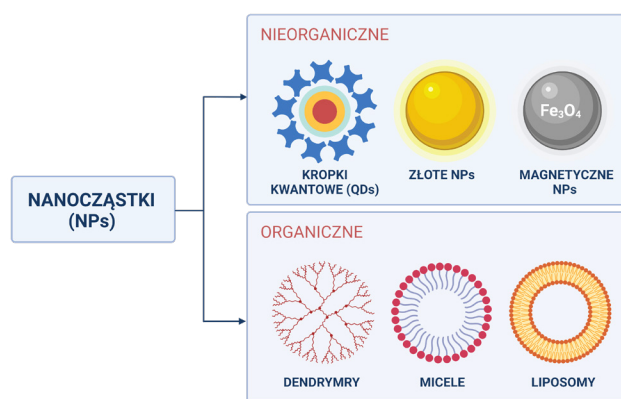 NANOCZĄSTKI
(NPs)
NIEORGANICZNE
KROPKI
KWANTOWE (QDs)
ZŁOTE NPs
Fe₃O₄
MAGNETYCZNE
NPs
ORGANICZNE
DENDRYMRY
MICELE
LIPOSOMY